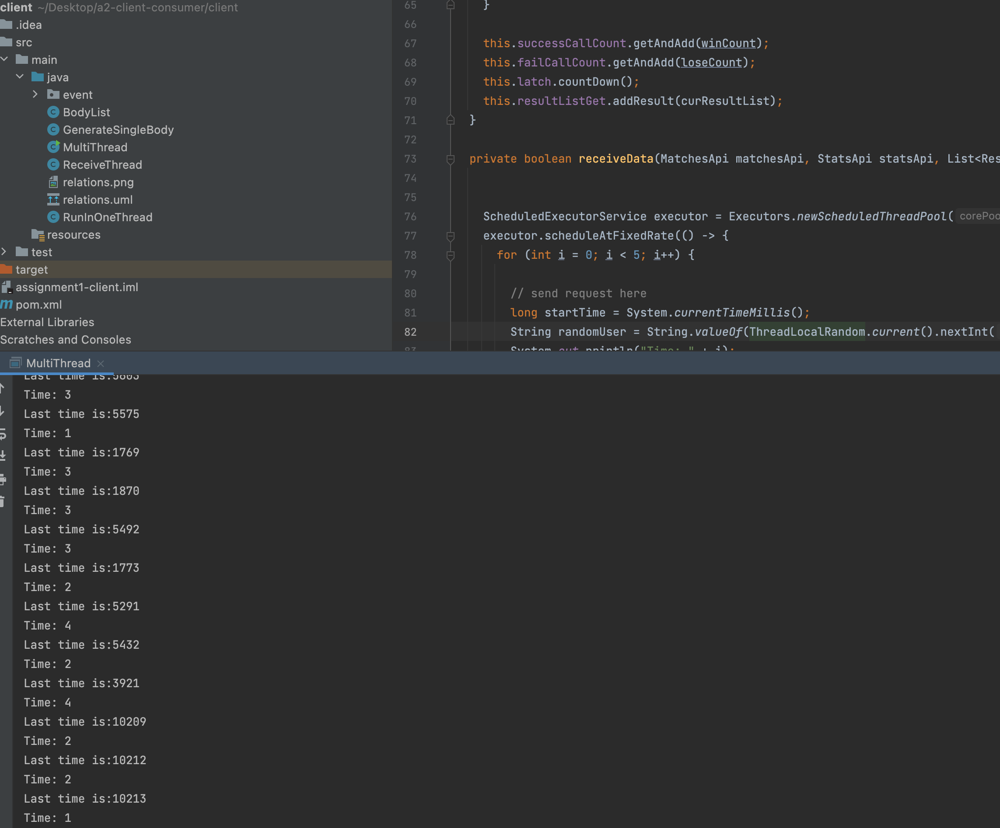 client ~/Desktop/a2-client-consumer/client
.idea
src
main
java
event
BodyList
GenerateSingleBody
MultiThread
ReceiveThread
relations.png
relations.uml
RunInOneThread
resources
test
target
assignment1-client.iml
pom.xml
External Libraries
Scratches and Consoles
65 }
66
67 this.successCallCount.getAndAdd(winCount);
68 this.failCallCount.getAndAdd(loseCount);
69 this.latch.countDown();
70 this.resultListGet.addResult(curResultList);
71 }
72
73 private boolean receiveData(MatchesApi matchesApi, StatsApi statsApi, List<Res
74
75
76 ScheduledExecutorService executor = Executors.newScheduledThreadPool( corePoo
77 executor.scheduleAtFixedRate(() -> {
78 for (int i = 0; i < 5; i++) {
79
80 // send request here
81 long startTime = System.currentTimeMillis();
82 String randomUser = String.valueOf(ThreadLocalRandom.current().nextInt(
83 System.out.println("Time: " + i);
MultiThread
Last time is:5603
Time: 3
Last time is:5575
Time: 1
Last time is:1769
Time: 3
Last time is:1870
Time: 3
Last time is:5492
Time: 3
Last time is:1773
Time: 2
Last time is:5291
Time: 4
Last time is:5432
Time: 2
Last time is:3921
Time: 4
Last time is:10209
Time: 2
Last time is:10212
Time: 2
Last time is:10213
Time: 1